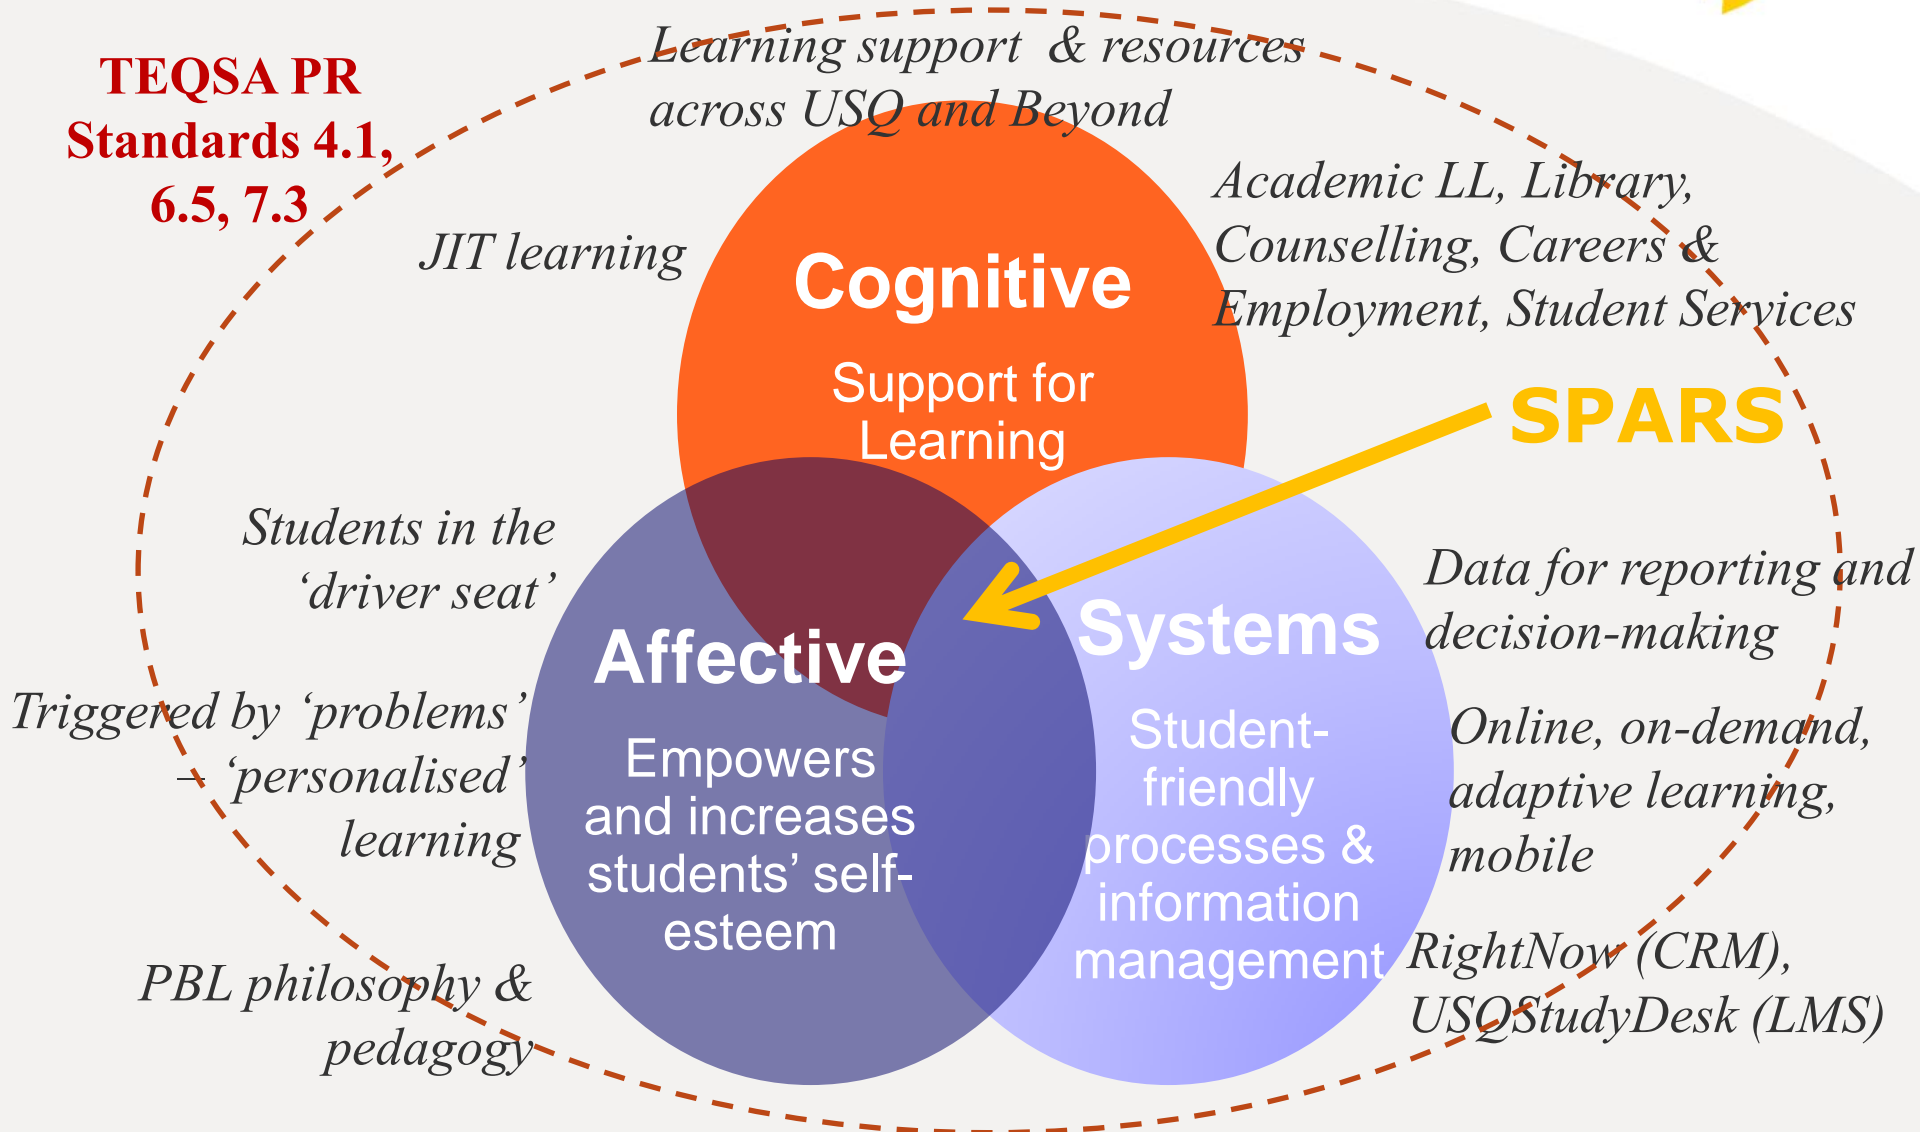 TEQSA PR
Standards 4.1,
6.5, 7.3
Learning support & resources
across USQ and Beyond
JIT learning
Academic LL, Library,
Counselling, Careers &
Employment, Student Services
Cognitive
Support for
Learning
SPARS
Students in the
‘driver seat’
Triggered by ‘problems’
– ‘personalised’
learning
PBL philosophy &
pedagogy
Affective
Empowers
and increases
students’ self-
esteem
Systems
Student-
friendly
processes &
information
management
Data for reporting and
decision-making
Online, on-demand,
adaptive learning,
mobile
RightNow (CRM),
USQStudyDesk (LMS)